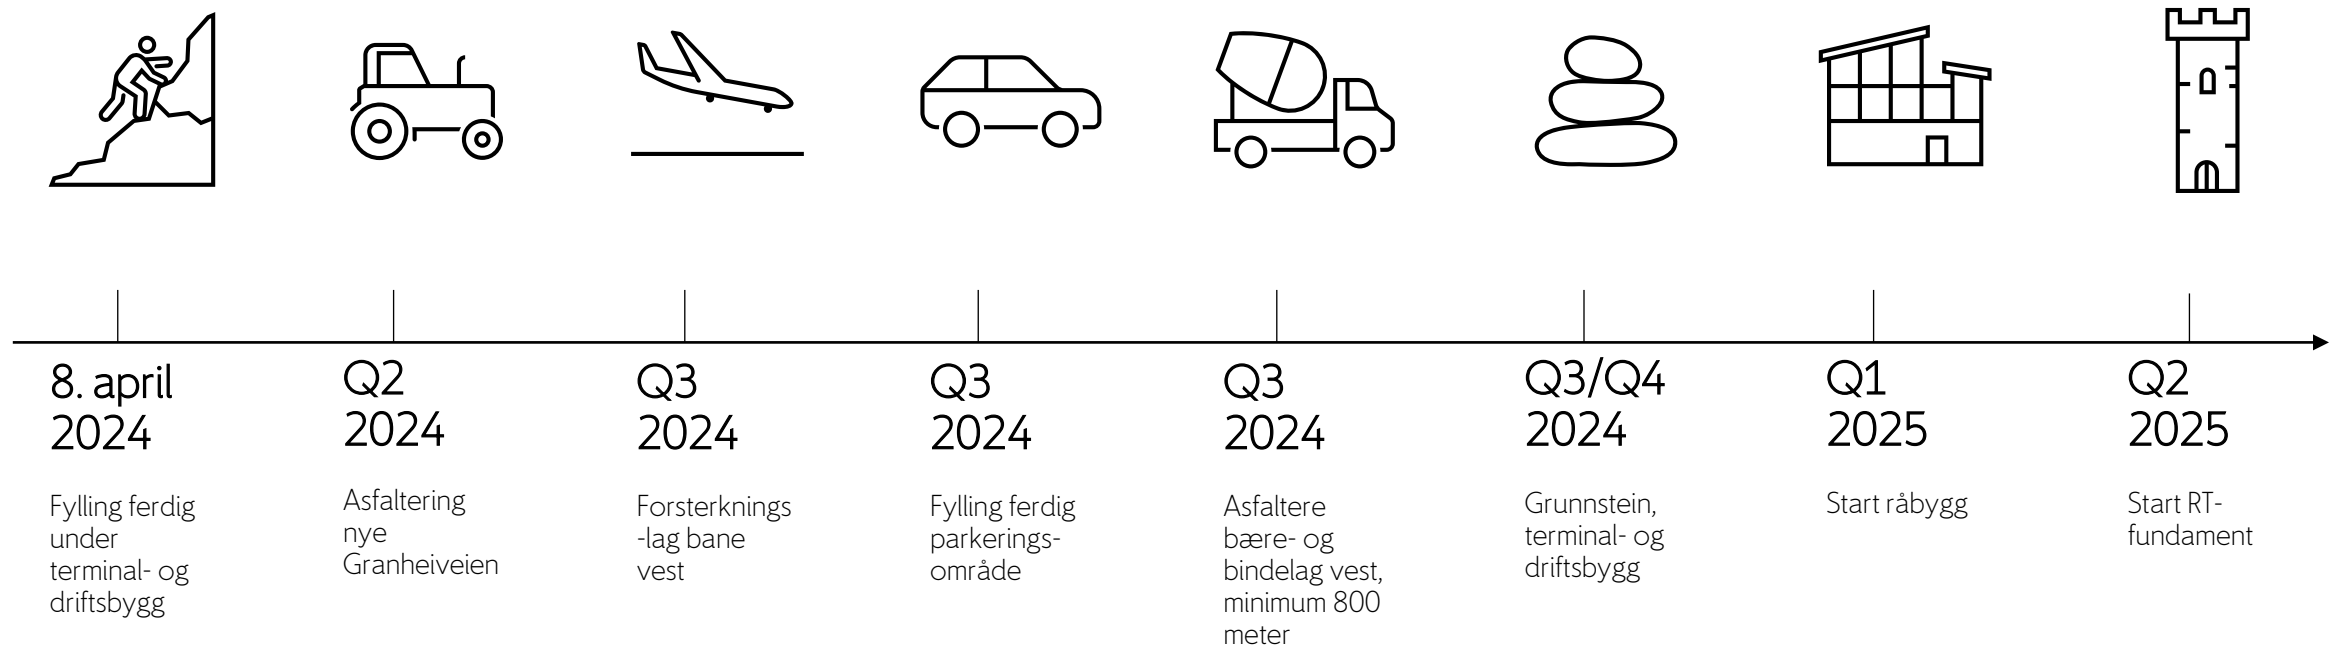 8. april
2024
Fylling ferdig
under
terminal- og
driftsbygg
Q2
2024
Asfaltering
nye
Granheiveien
Q3
2024
Forsterknings
-lag bane
vest
Q3
2024
Fylling ferdig
parkerings-
område
Q3
2024
Asfaltere
bære- og
bindelag vest,
minimum 800
meter
Q3/Q4
2024
Grunnstein,
terminal- og
driftsbygg
Q1
2025
Start råbygg
Q2
2025
Start RT-
fundament